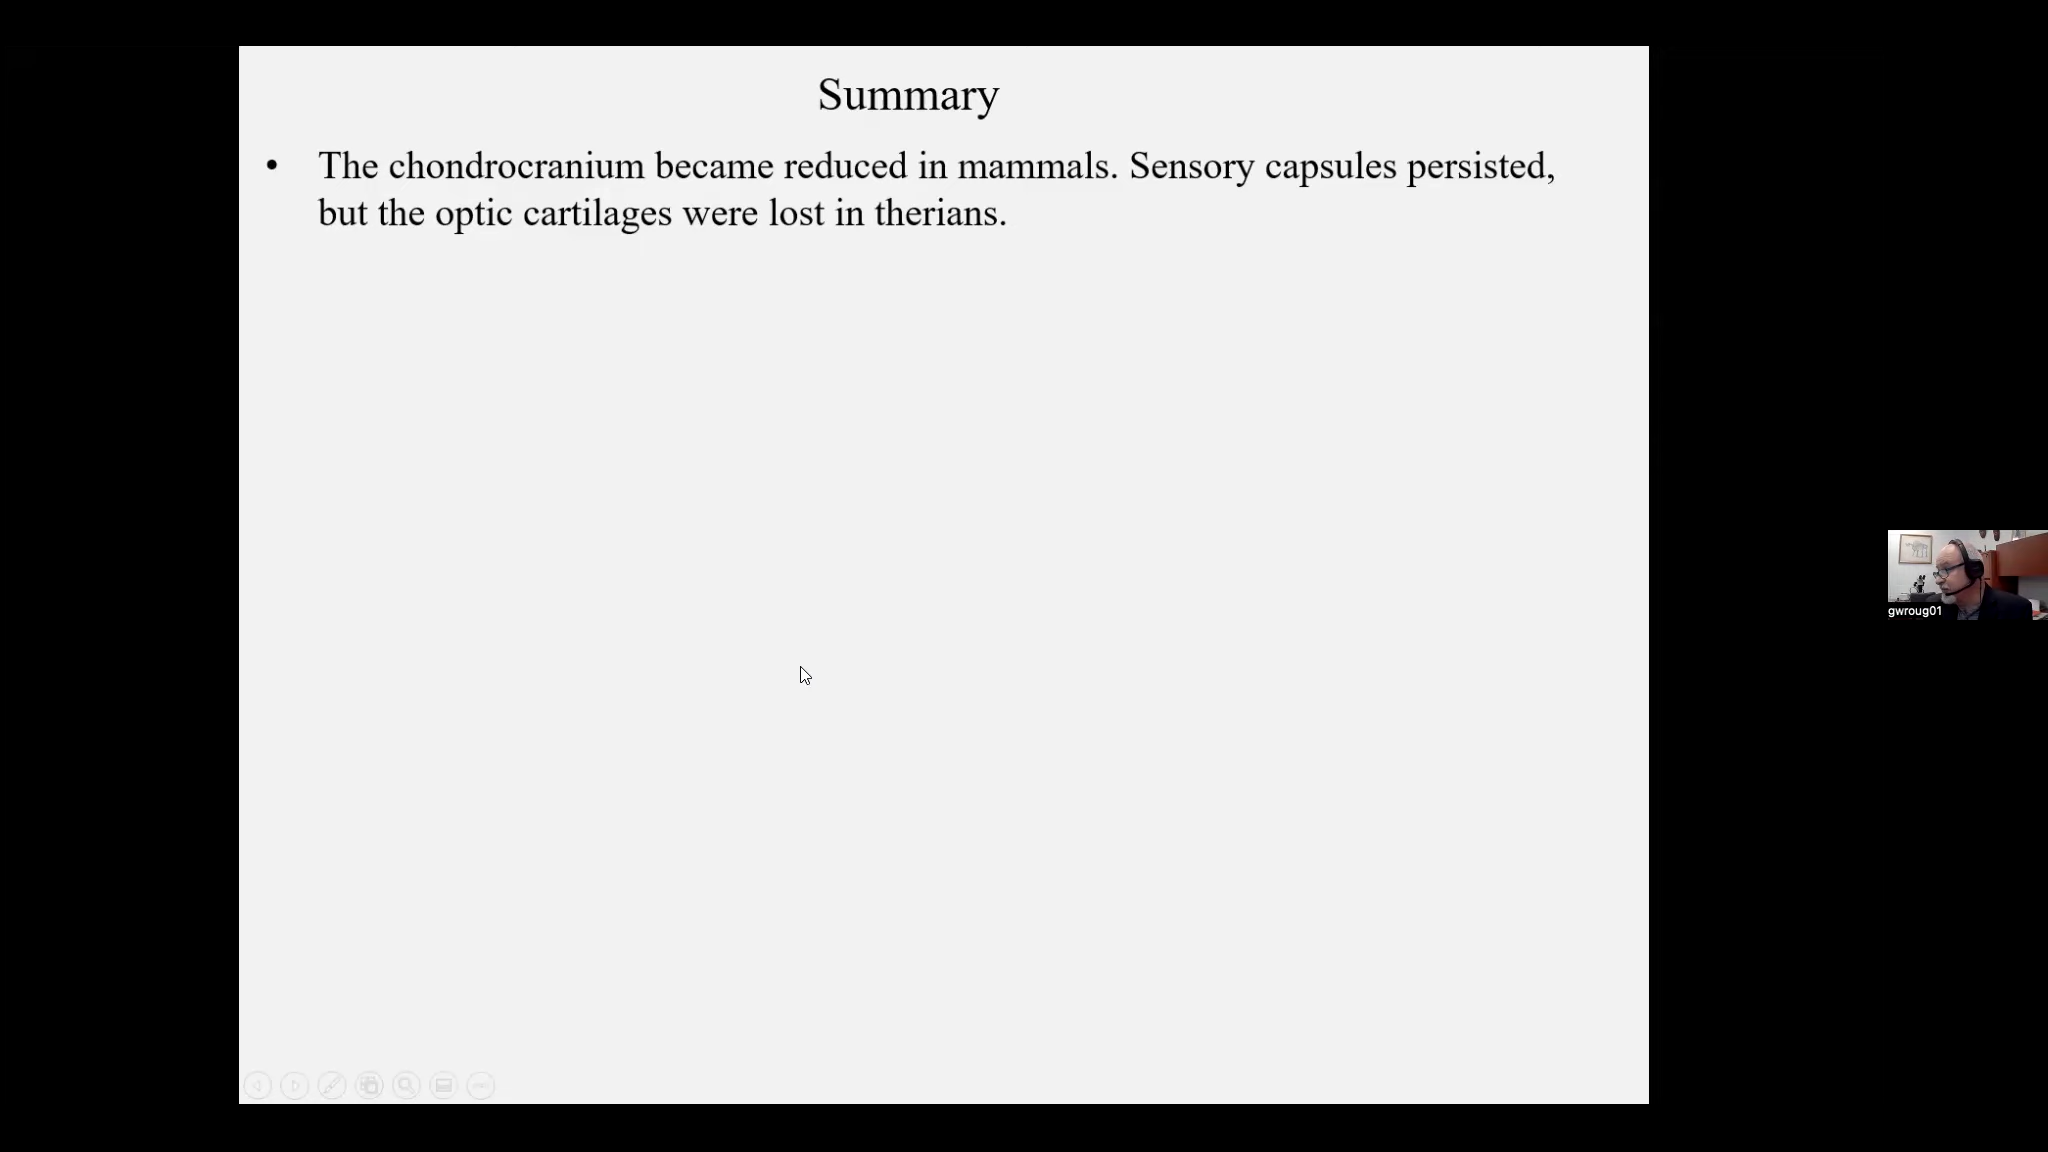 Summary
• The chondrocranium became reduced in mammals. Sensory capsules persisted,
but the optic cartilages were lost in therians.
gwroug01